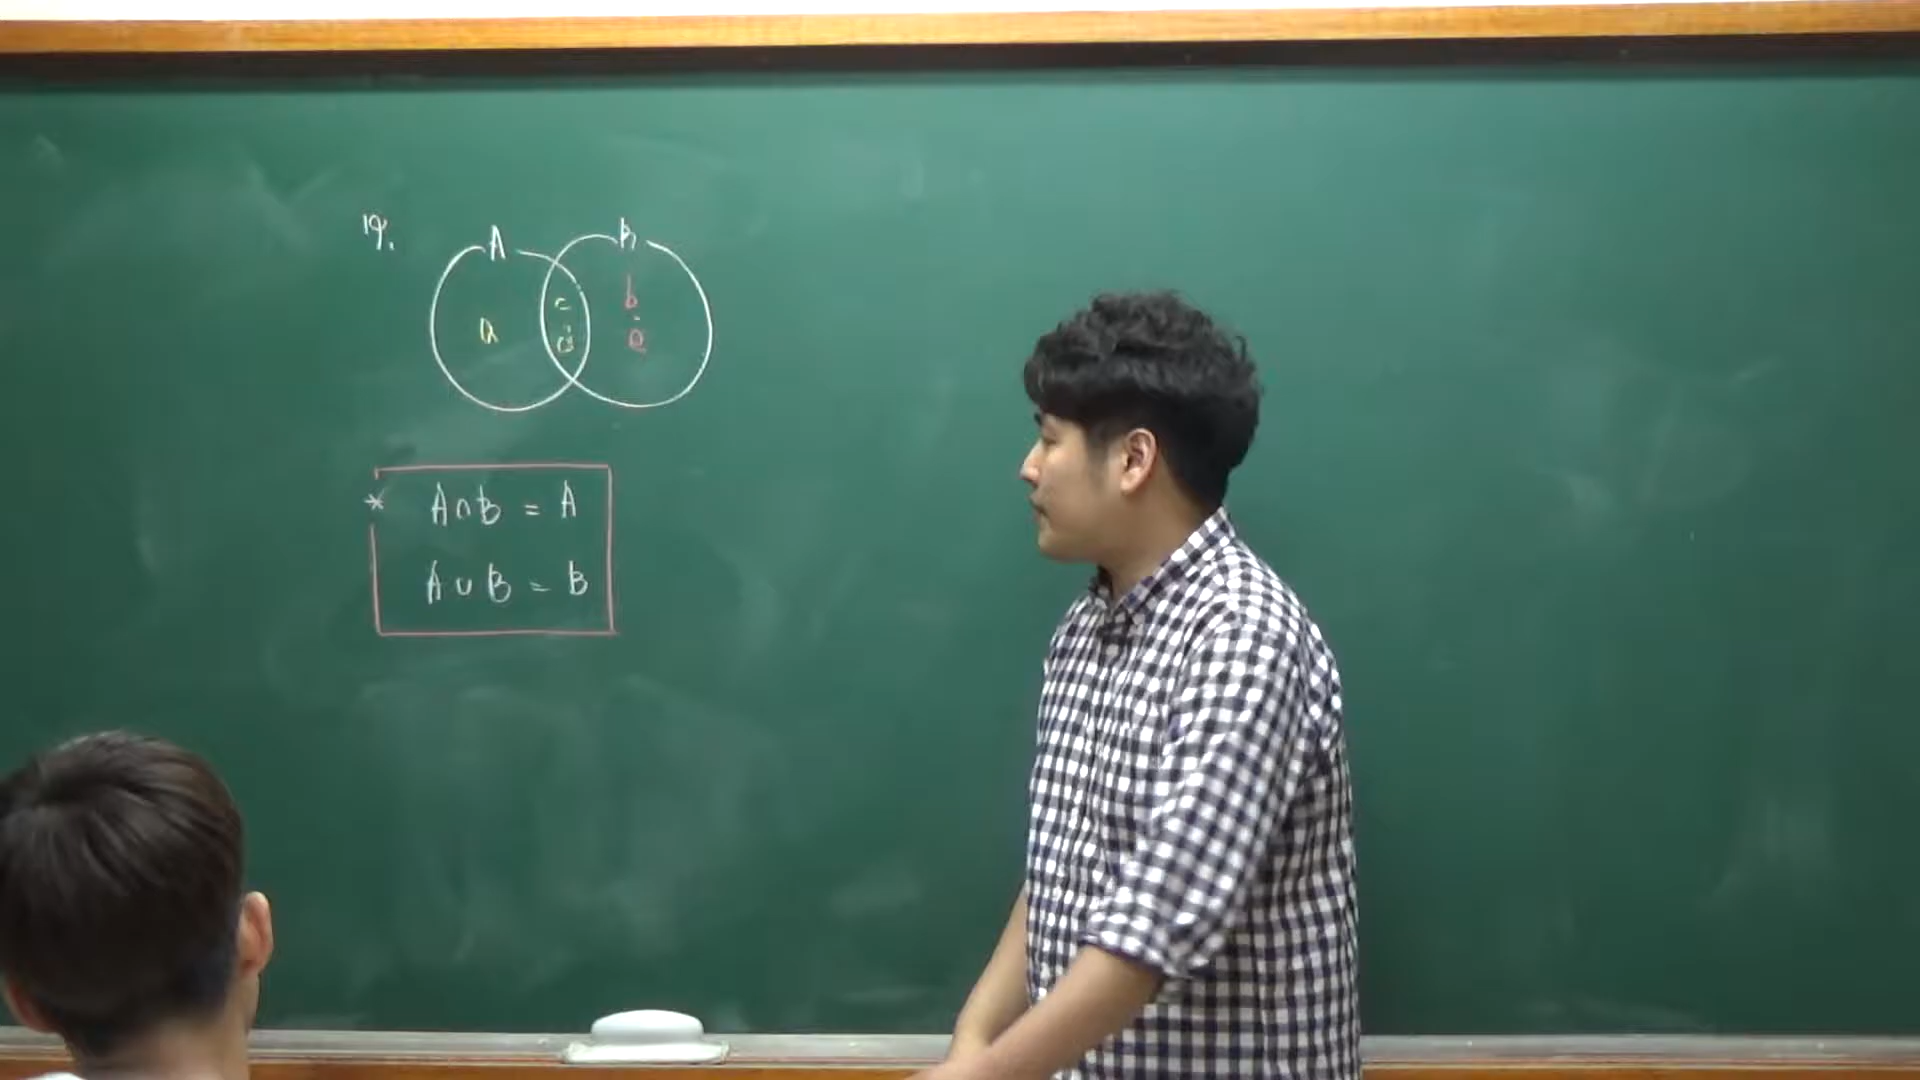 19.
A B
c b
a
* A∩B = A
A∪B = B